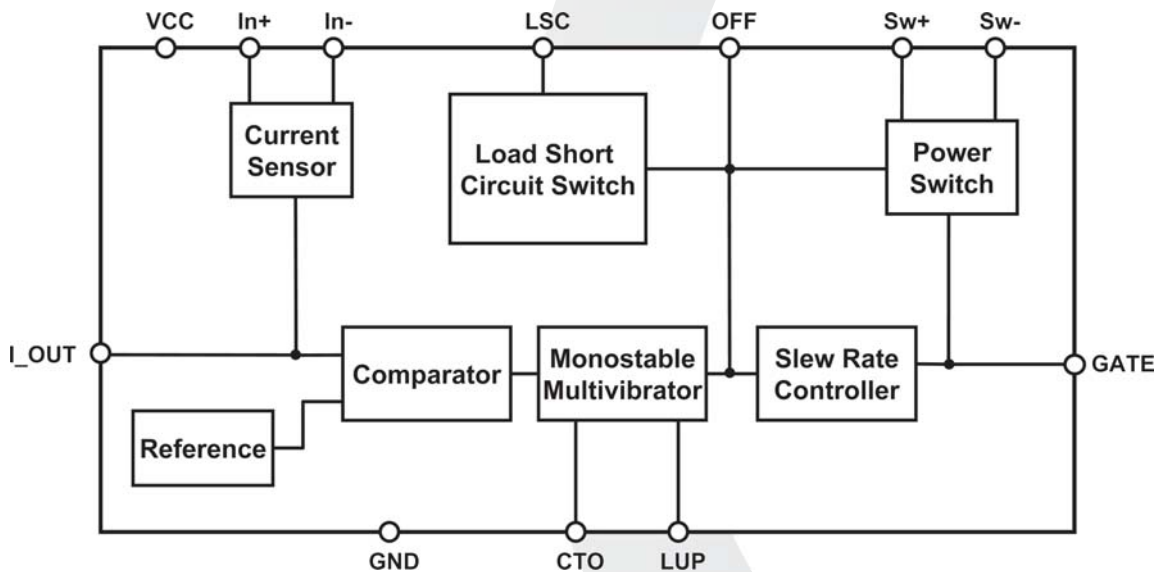 VCC
In+
In-
LSC
OFF
Sw+
Sw-
Current
Sensor
Load Short
Circuit Switch
Power
Switch
I_OUT
Comparator
Monostable
Multivibrator
Slew Rate
Controller
GATE
Reference
GND
CTO
LUP